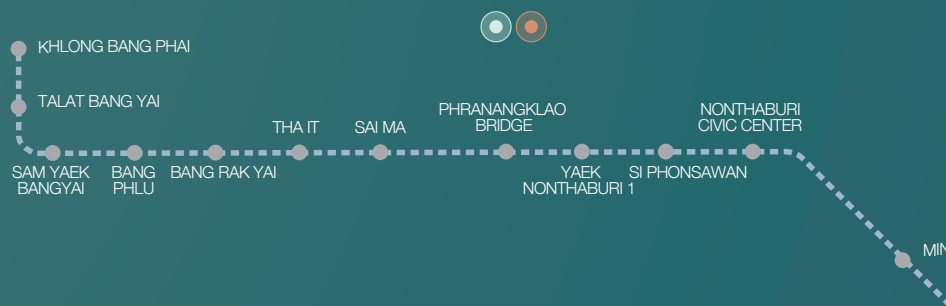 KHLONG BANG PHAI
TALAT BANG YAI
SAM YAEK
BANGYAI
BANG
PHLU
BANG RAK YAI
THA IT
SAI MA
PHRANANGKLAO
BRIDGE
YAEK
NONTHABURI 1
SI PHONSAWAN
NONTHABURI
CIVIC CENTER
MIN